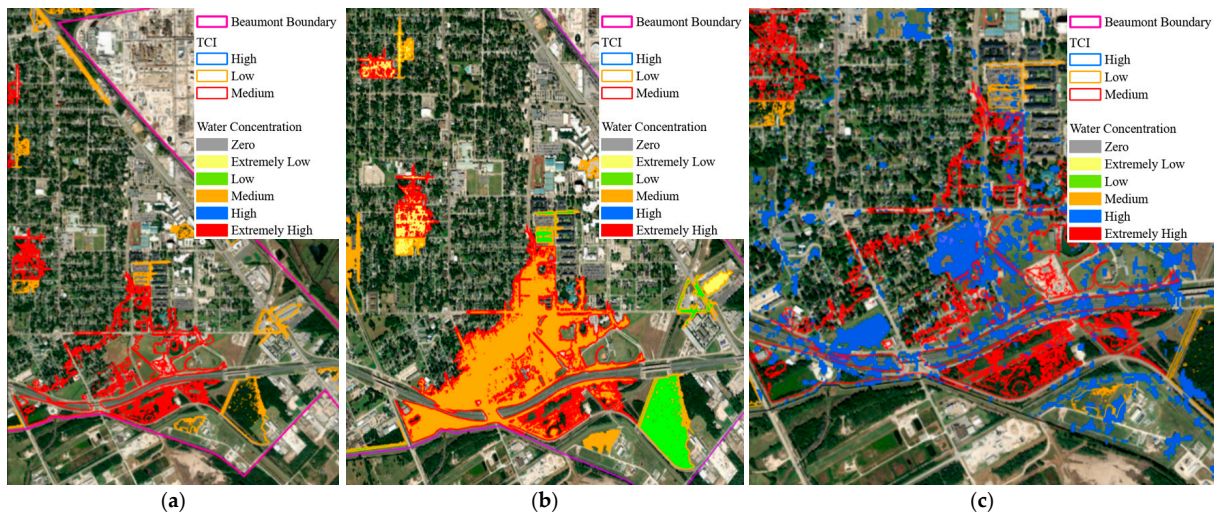 Beaumont Boundary
TCI
High
Low
Medium
Water Concentration
Zero
Extremely Low
Low
Medium
High
Extremely High
Beaumont Boundary
TCI
High
Low
Medium
Water Concentration
Zero
Extremely Low
Low
Medium
High
Extremely High
Beaumont Boundary
TCI
High
Low
Medium
Water Concentration
Zero
Extremely Low
Low
Medium
High
Extremely High
(a)
(b)
(c)